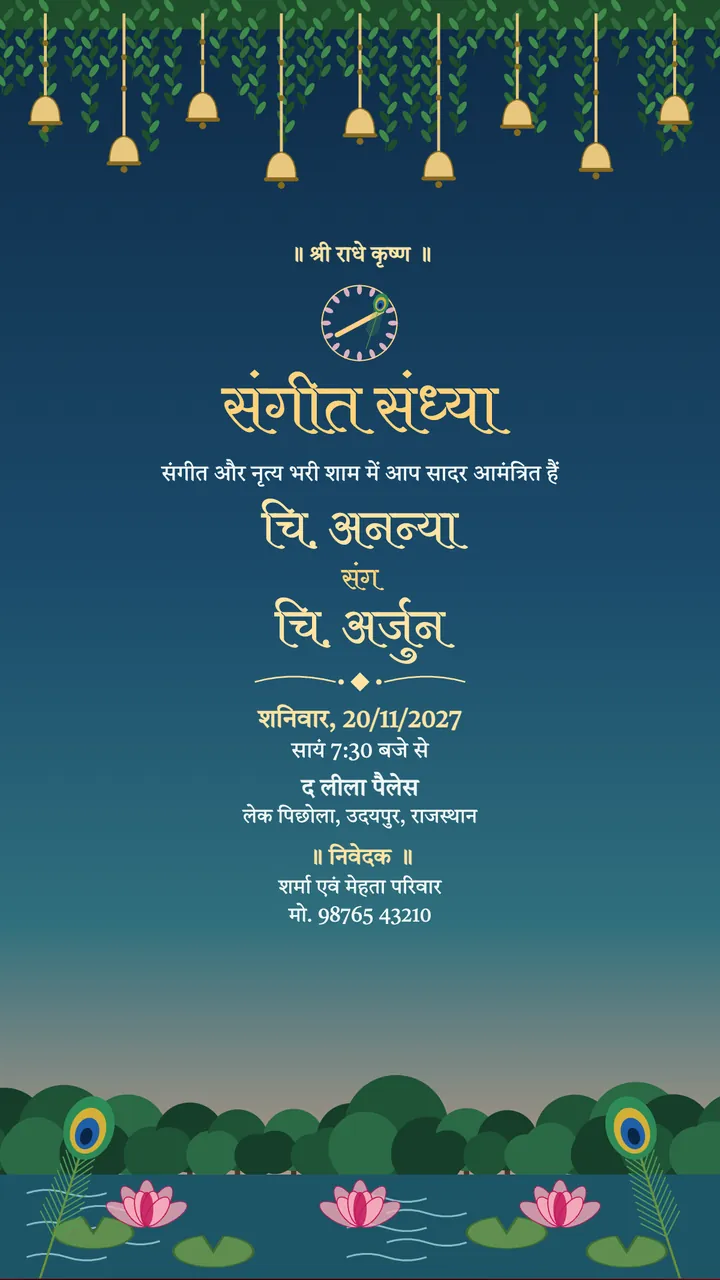 ॥ श्री राधे कृष्ण ॥
संगीत संध्या
संगीत और नृत्य भरी शाम में आप सादर आमंत्रित हैं
चि. अनन्या
संग
चि. अर्जुन
शनिवार, 20/11/2027
सायं 7:30 बजे से
द लीला पैलेस
लेक पिछोला, उदयपुर, राजस्थान
॥ निवेदक ॥
शर्मा एवं मेहता परिवार
मो. 98765 43210